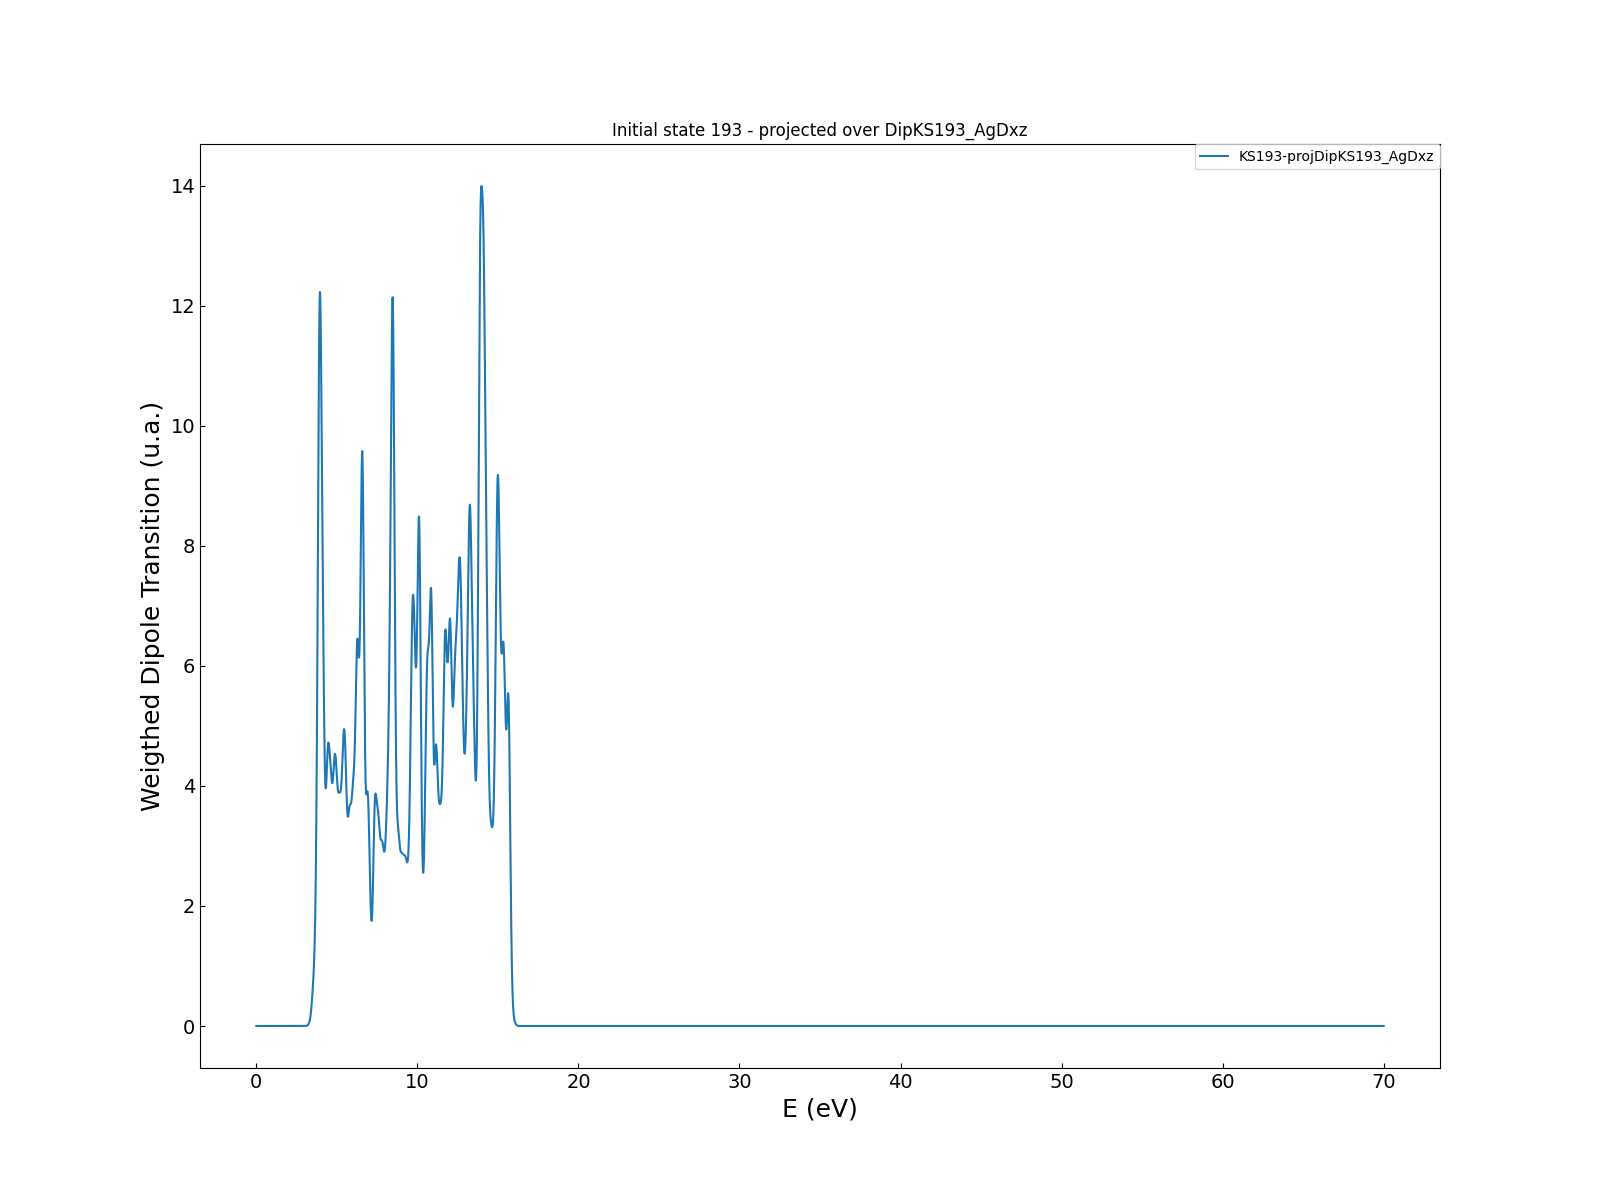 Initial state 193 - projected over DipKS193_AgDxz
KS193-projDipKS193_AgDxz
Weigthed Dipole Transition (u.a.)
14
12
10
8
6
4
2
0
0 10 20 30 40 50 60 70
E (eV)